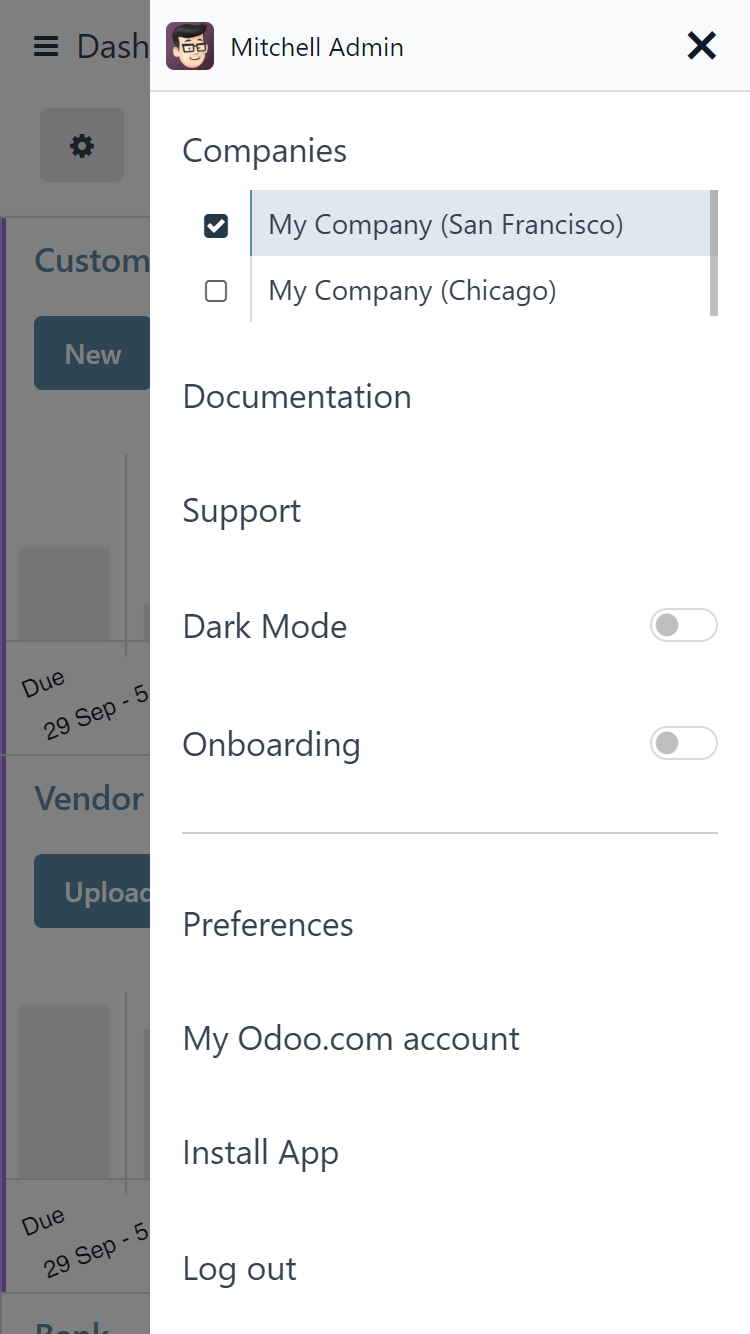 Dash
Mitchell Admin
Companies
My Company (San Francisco)
My Company (Chicago)
Custom
New
Documentation
Support
Dark Mode
Due
29 Sep - 5
Onboarding
Vendor
Upload
Preferences
My Odoo.com account
Install App
Due
29 Sep - 5
Log out
Bank